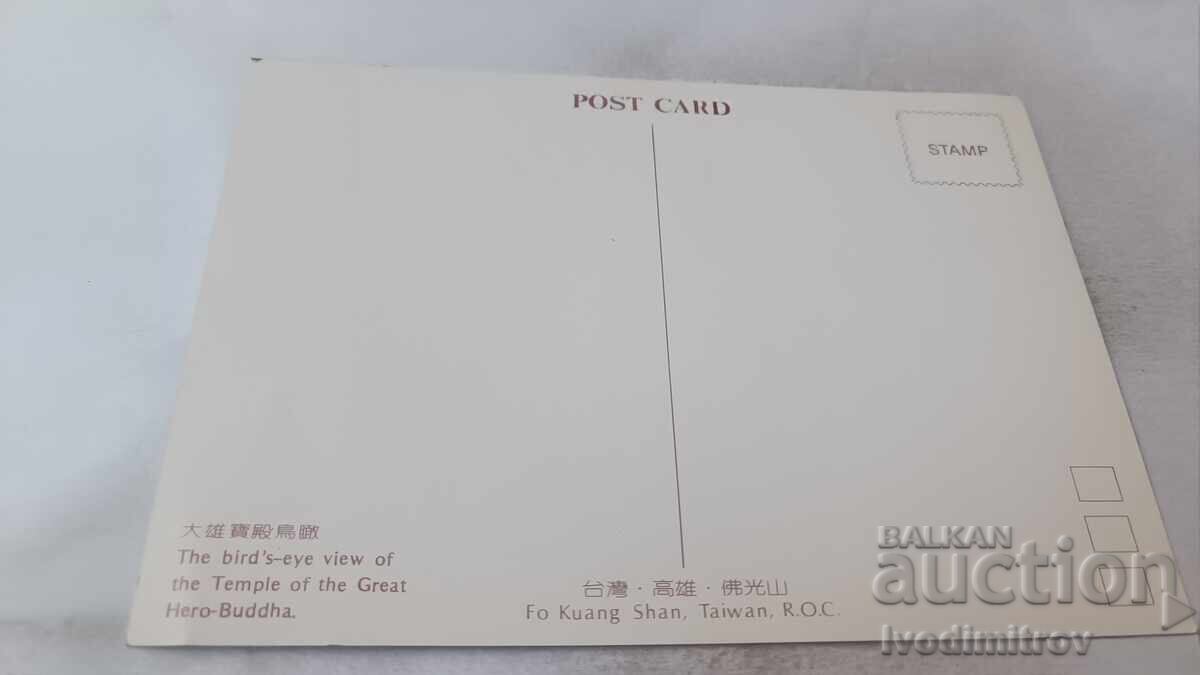 POST CARD
STAMP
大雄寶殿鳥瞰
The bird's-eye view of
the Temple of the Great
Hero-Buddha.
台灣・高雄・佛光山
Fo Kuang Shan, Taiwan, R.O.C.
BALKAN
auction
Ivodimitrov